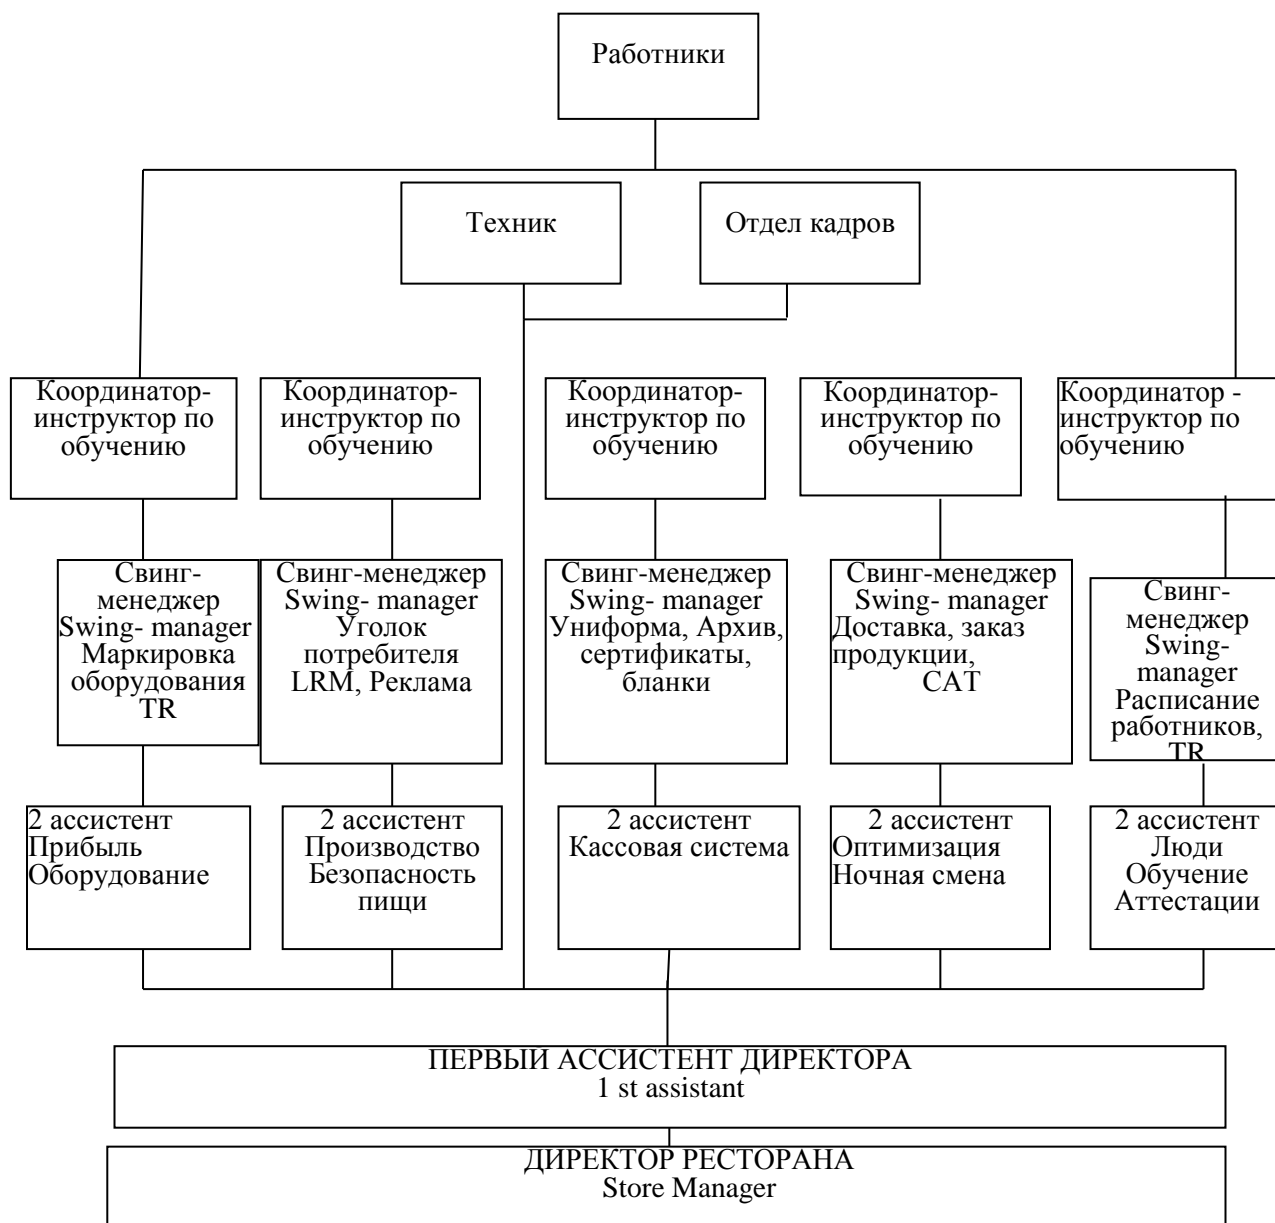 Работники
Техник
Отдел кадров
Координатор-
инструктор по
обучению
Координатор-
инструктор по
обучению
Координатор-
инструктор по
обучению
Координатор-
инструктор по
обучению
Координатор -
инструктор по
обучению
Свинг-
менеджер
Swing- manager
Маркировка
оборудования
TR
Свинг-менеджер
Swing- manager
Уголок
потребителя
LRM, Реклама
Свинг-менеджер
Swing- manager
Униформа, Архив,
сертификаты,
бланки
Свинг-менеджер
Swing- manager
Доставка, заказ
продукции,
САТ
Свинг-
менеджер
Swing-
manager
Расписание
работников,
TR
2 ассистент
Прибыль
Оборудование
2 ассистент
Производство
Безопасность
пищи
2 ассистент
Кассовая система
2 ассистент
Оптимизация
Ночная смена
2 ассистент
Люди
Обучение
Аттестации
ПЕРВЫЙ АССИСТЕНТ ДИРЕКТОРА
1 st assistant
ДИРЕКТОР РЕСТОРАНА
Store Manager